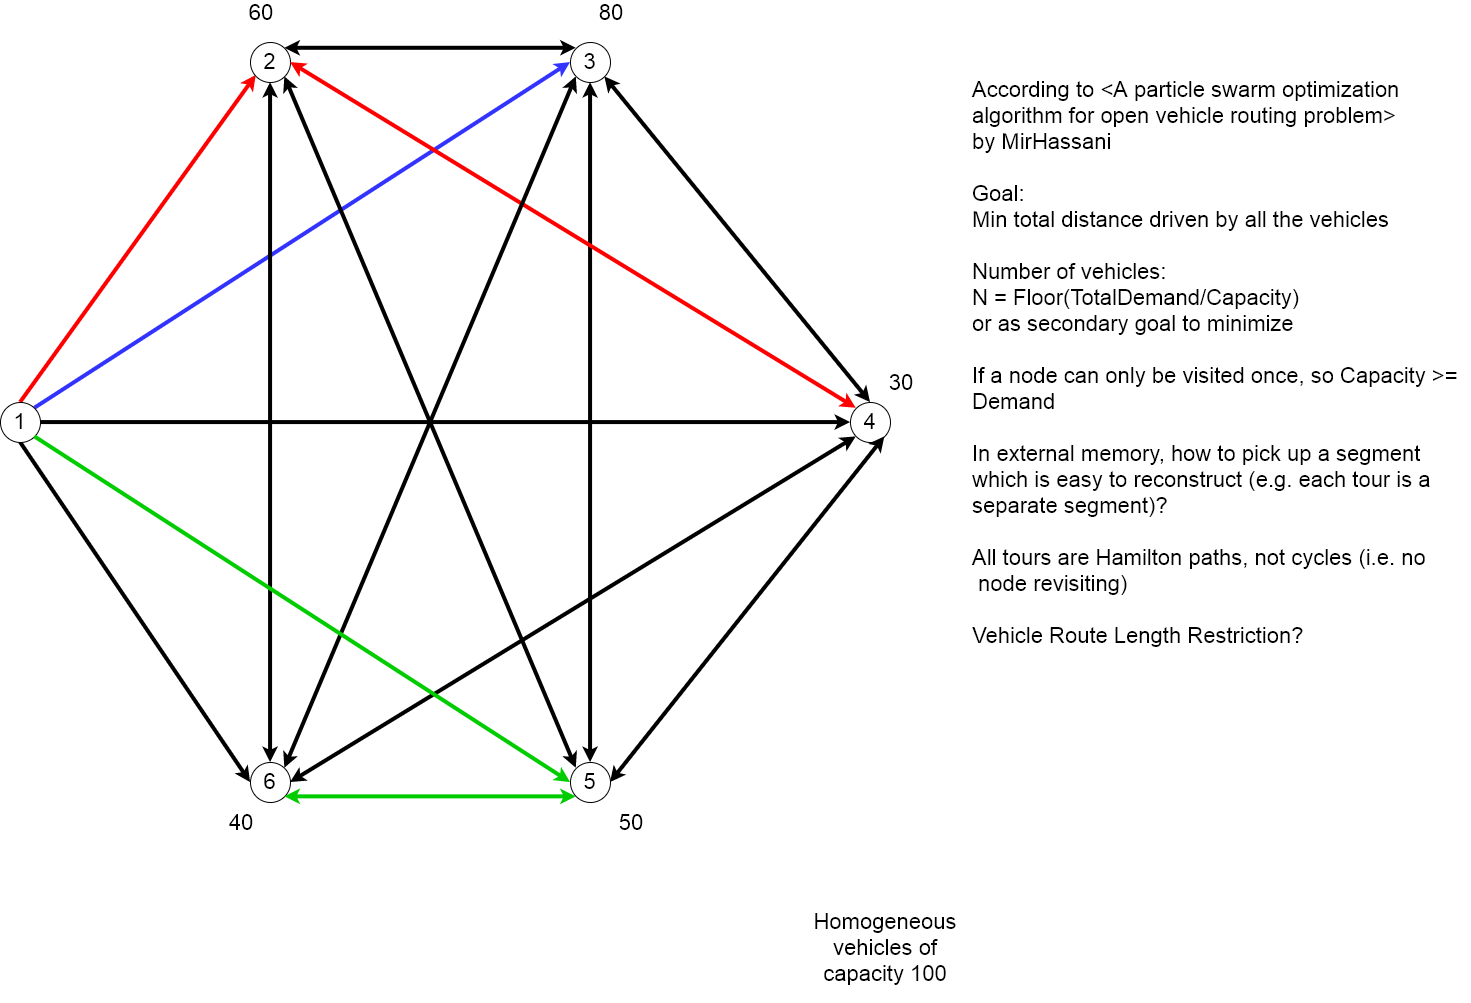 60
80
2
3
According to <A particle swarm optimization
algorithm for open vehicle routing problem>
by MirHassani
Goal:
Min total distance driven by all the vehicles
Number of vehicles:
N = Floor(TotalDemand/Capacity)
or as secondary goal to minimize
If a node can only be visited once, so Capacity >=
Demand
30
1
4
In external memory, how to pick up a segment
which is easy to reconstruct (e.g. each tour is a
separate segment)?
All tours are Hamilton paths, not cycles (i.e. no
node revisiting)
Vehicle Route Length Restriction?
6
5
40
50
Homogeneous
vehicles of
capacity 100